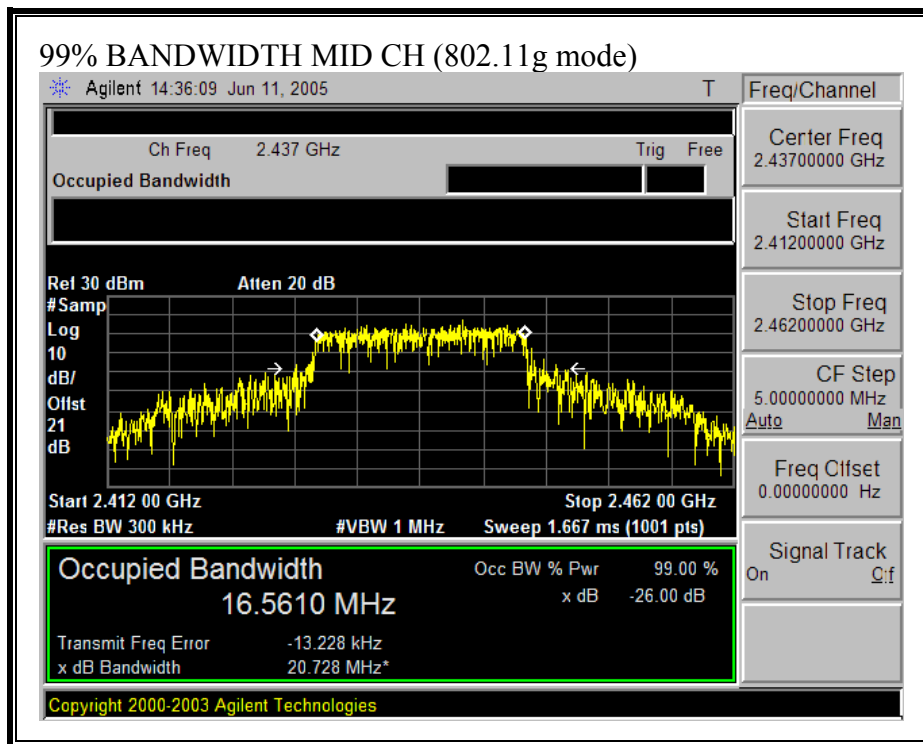 99% BANDWIDTH MID CH (802.11g mode)
Agilent 14:36:09 Jun 11, 2005 T
Freq/Channel
Ch Freq 2.437 GHz Trig Free
Occupied Bandwidth
Center Freq
2.43700000 GHz
Start Freq
2.41200000 GHz
Stop Freq
2.46200000 GHz
CF Step
5.00000000 MHz
Auto Man
Freq Offset
0.00000000 Hz
Signal Track
On Off
Ref 30 dBm Atten 20 dB
#Samp
Log
10
dB/
Offst
21
dB
Start 2.412 00 GHz Stop 2.462 00 GHz
#Res BW 300 kHz #VBW 1 MHz Sweep 1.667 ms (1001 pts)
Occupied Bandwidth
16.5610 MHz
Occ BW % Pwr 99.00 %
x dB -26.00 dB
Transmit Freq Error -13.228 kHz
x dB Bandwidth 20.728 MHz*
Copyright 2000-2003 Agilent Technologies